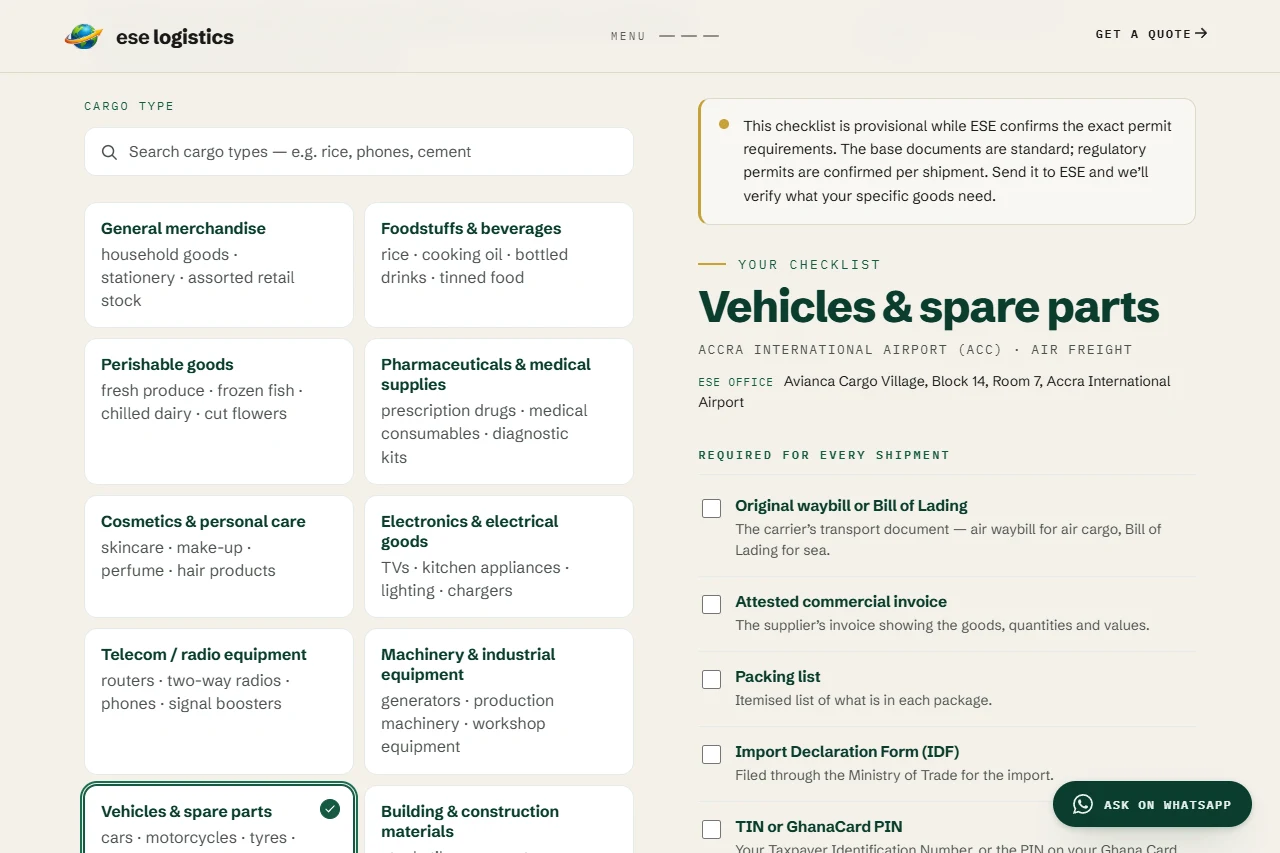 ese logistics
MENU
GET A QUOTE
CARGO TYPE
Search cargo types — e.g. rice, phones, cement
General merchandise
household goods ·
stationery · assorted retail
stock
Foodstuffs & beverages
rice · cooking oil · bottled
drinks · tinned food
Perishable goods
fresh produce · frozen fish ·
chilled dairy · cut flowers
Pharmaceuticals & medical
supplies
prescription drugs · medical
consumables · diagnostic
kits
Cosmetics & personal care
skincare · make-up ·
perfume · hair products
Electronics & electrical
goods
TVs · kitchen appliances ·
lighting · chargers
Telecom / radio equipment
routers · two-way radios ·
phones · signal boosters
Machinery & industrial
equipment
generators · production
machinery · workshop
equipment
Vehicles & spare parts
cars · motorcycles · tyres ·
Building & construction
materials
This checklist is provisional while ESE confirms the exact permit
requirements. The base documents are standard; regulatory
permits are confirmed per shipment. Send it to ESE and we’ll
verify what your specific goods need.
YOUR CHECKLIST
Vehicles & spare parts
ACCRA INTERNATIONAL AIRPORT (ACC) · AIR FREIGHT
ESE OFFICE Avianca Cargo Village, Block 14, Room 7, Accra International
Airport
REQUIRED FOR EVERY SHIPMENT
Original waybill or Bill of Lading
The carrier’s transport document — air waybill for air cargo, Bill of
Lading for sea.
Attested commercial invoice
The supplier’s invoice showing the goods, quantities and values.
Packing list
Itemised list of what is in each package.
Import Declaration Form (IDF)
Filed through the Ministry of Trade for the import.
TIN or GhanaCard PIN
Your Taxpayer Identification Number, or the PIN on your Ghana Card
ASK ON WHATSAPP